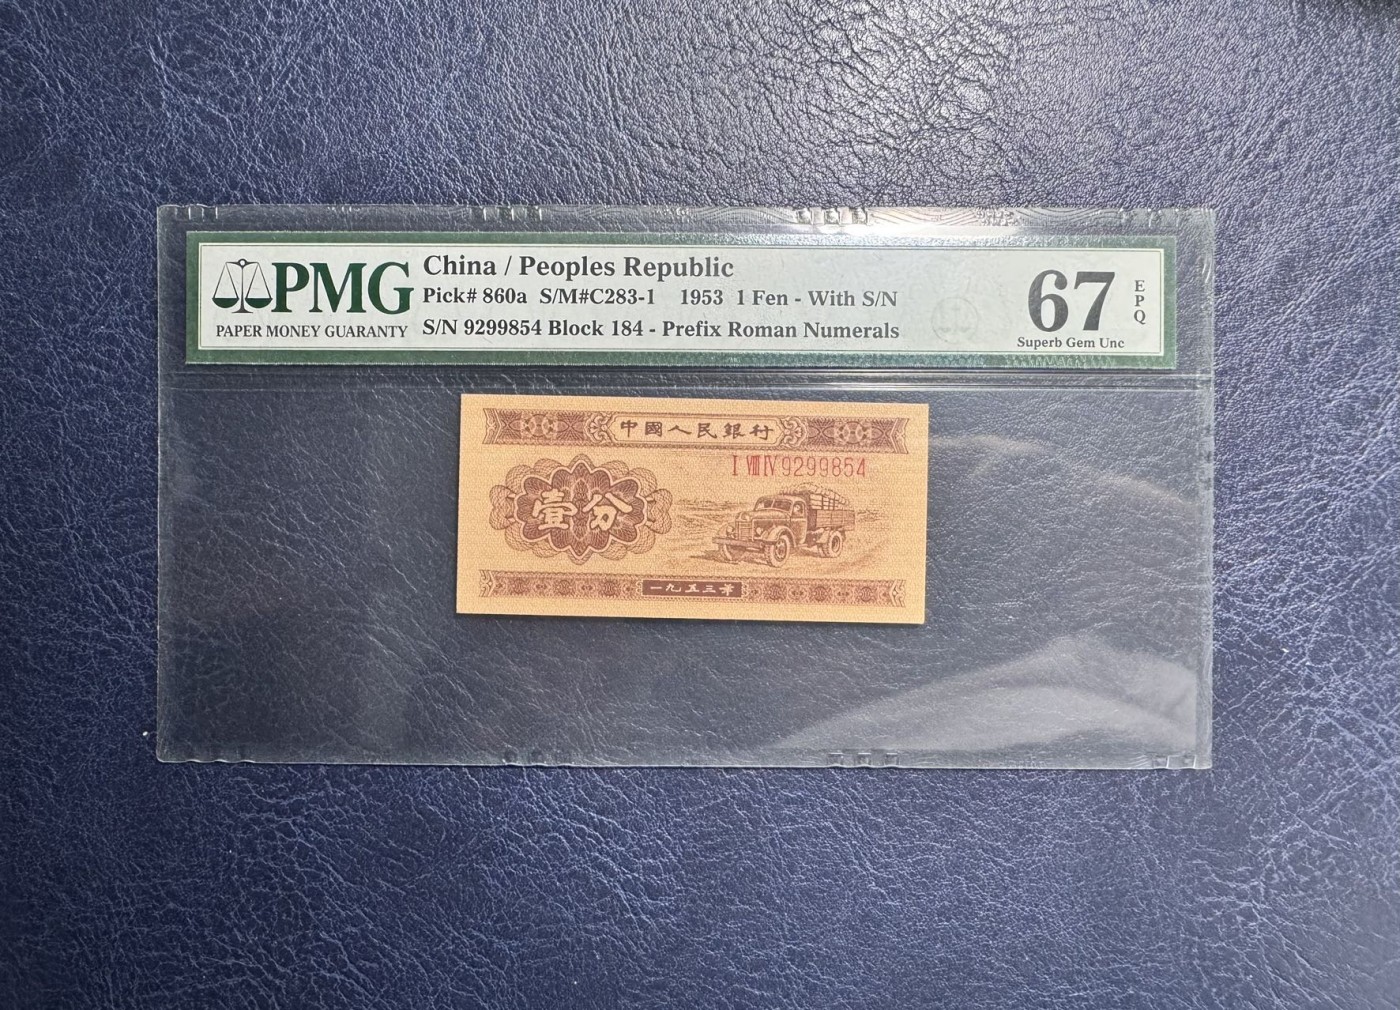 PMG
PAPER MONEY GUARANTY
China / Peoples Republic
Pick# 860a S/M#C283-1 1953 1 Fen - With S/N
S/N 9299854 Block 184 - Prefix Roman Numerals
67
EPQ
Superb Gem Unc
中國人民銀行
I VIII IV 9299854
壹分
一九五三年